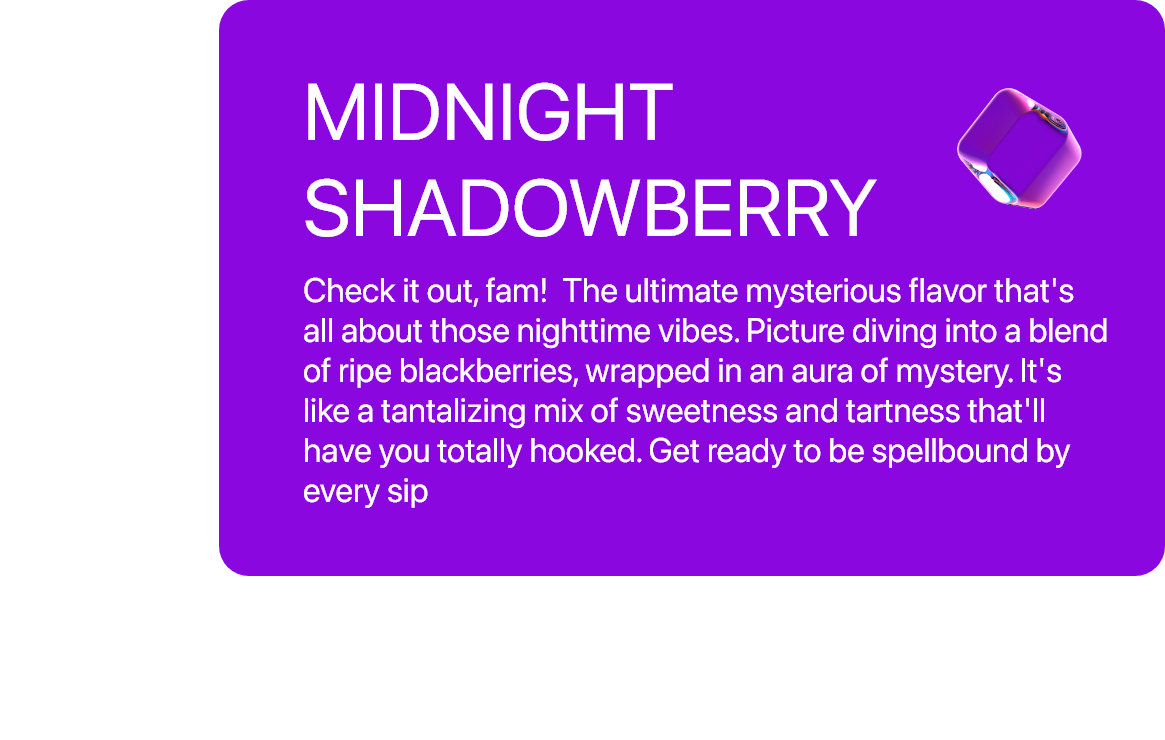 MIDNIGHT
SHADOWBERRY
Check it out, fam!  The ultimate mysterious flavor that's
all about those nighttime vibes. Picture diving into a blend
of ripe blackberries, wrapped in an aura of mystery. It's
like a tantalizing mix of sweetness and tartness that'll
have you totally hooked. Get ready to be spellbound by
every sip